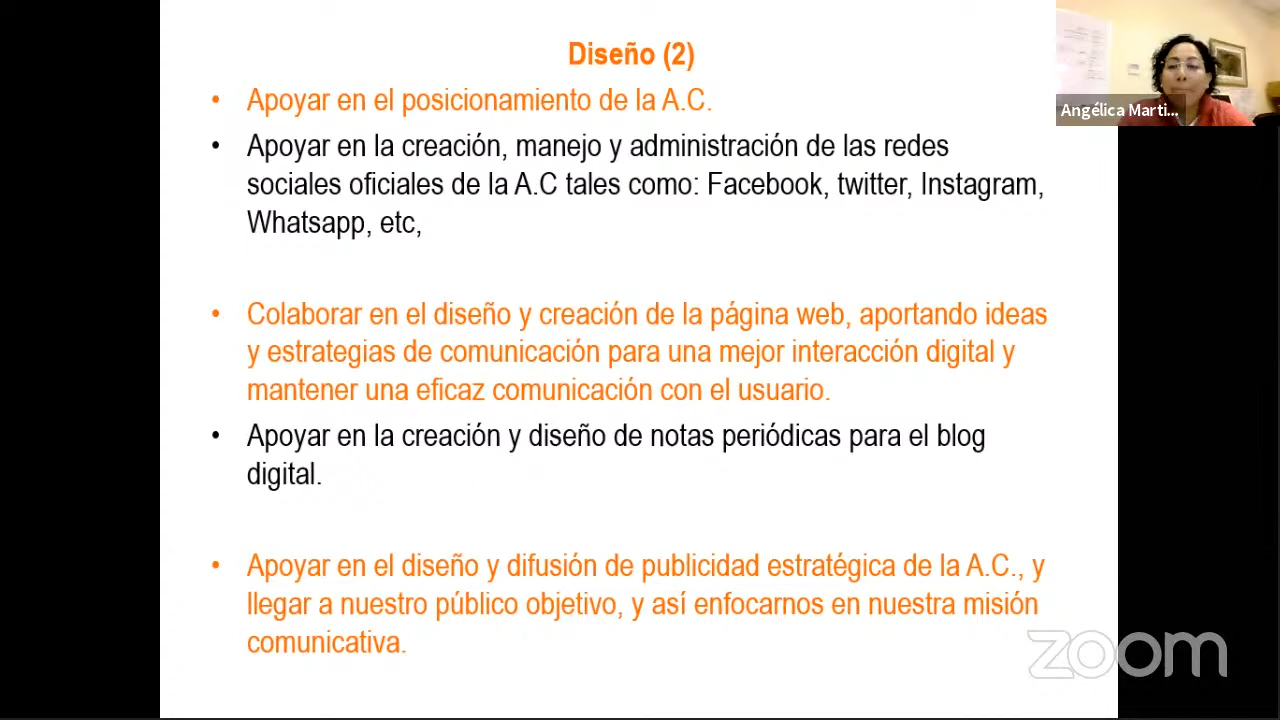 Diseño (2)
• Apoyar en el posicionamiento de la A.C.
• Apoyar en la creación, manejo y administración de las redes
sociales oficiales de la A.C tales como: Facebook, twitter, Instagram,
Whatsapp, etc,
• Colaborar en el diseño y creación de la página web, aportando ideas
y estrategias de comunicación para una mejor interacción digital y
mantener una eficaz comunicación con el usuario.
• Apoyar en la creación y diseño de notas periódicas para el blog
digital.
• Apoyar en el diseño y difusión de publicidad estratégica de la A.C., y
llegar a nuestro público objetivo, y así enfocarnos en nuestra misión
comunicativa.
Angélica Marti...
zoom